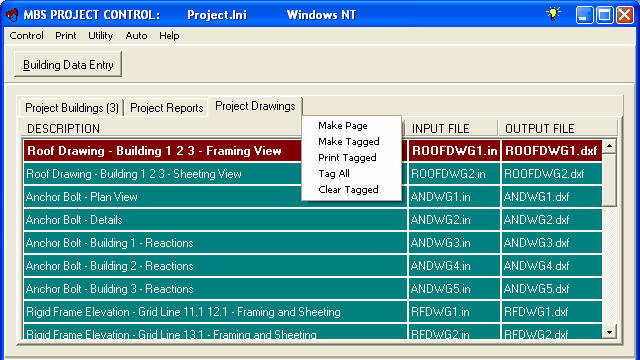 MBS PROJECT CONTROL: Project.Ini Windows NT
Control Print Utility Auto Help
Building Data Entry
Project Buildings (3) Project Reports Project Drawings
DESCRIPTION INPUT FILE OUTPUT FILE
Make Page
Make Tagged
Print Tagged
Tag All
Clear Tagged
Roof Drawing - Building 1 2 3 - Framing View ROOFDWG1.in ROOFDWG1.dxf
Roof Drawing - Building 1 2 3 - Sheeting View ROOFDWG2.in ROOFDWG2.dxf
Anchor Bolt - Plan View ANDWG1.in ANDWG1.dxf
Anchor Bolt - Details ANDWG2.in ANDWG2.dxf
Anchor Bolt - Building 1 - Reactions ANDWG3.in ANDWG3.dxf
Anchor Bolt - Building 2 - Reactions ANDWG4.in ANDWG4.dxf
Anchor Bolt - Building 3 - Reactions ANDWG5.in ANDWG5.dxf
Rigid Frame Elevation - Grid Line 11.1 12.1 - Framing and Sheeting RFDWG1.in RFDWG1.dxf
Rigid Frame Elevation - Grid Line 13.1 - Framing and Sheeting RFDWG2.in RFDWG2.dxf